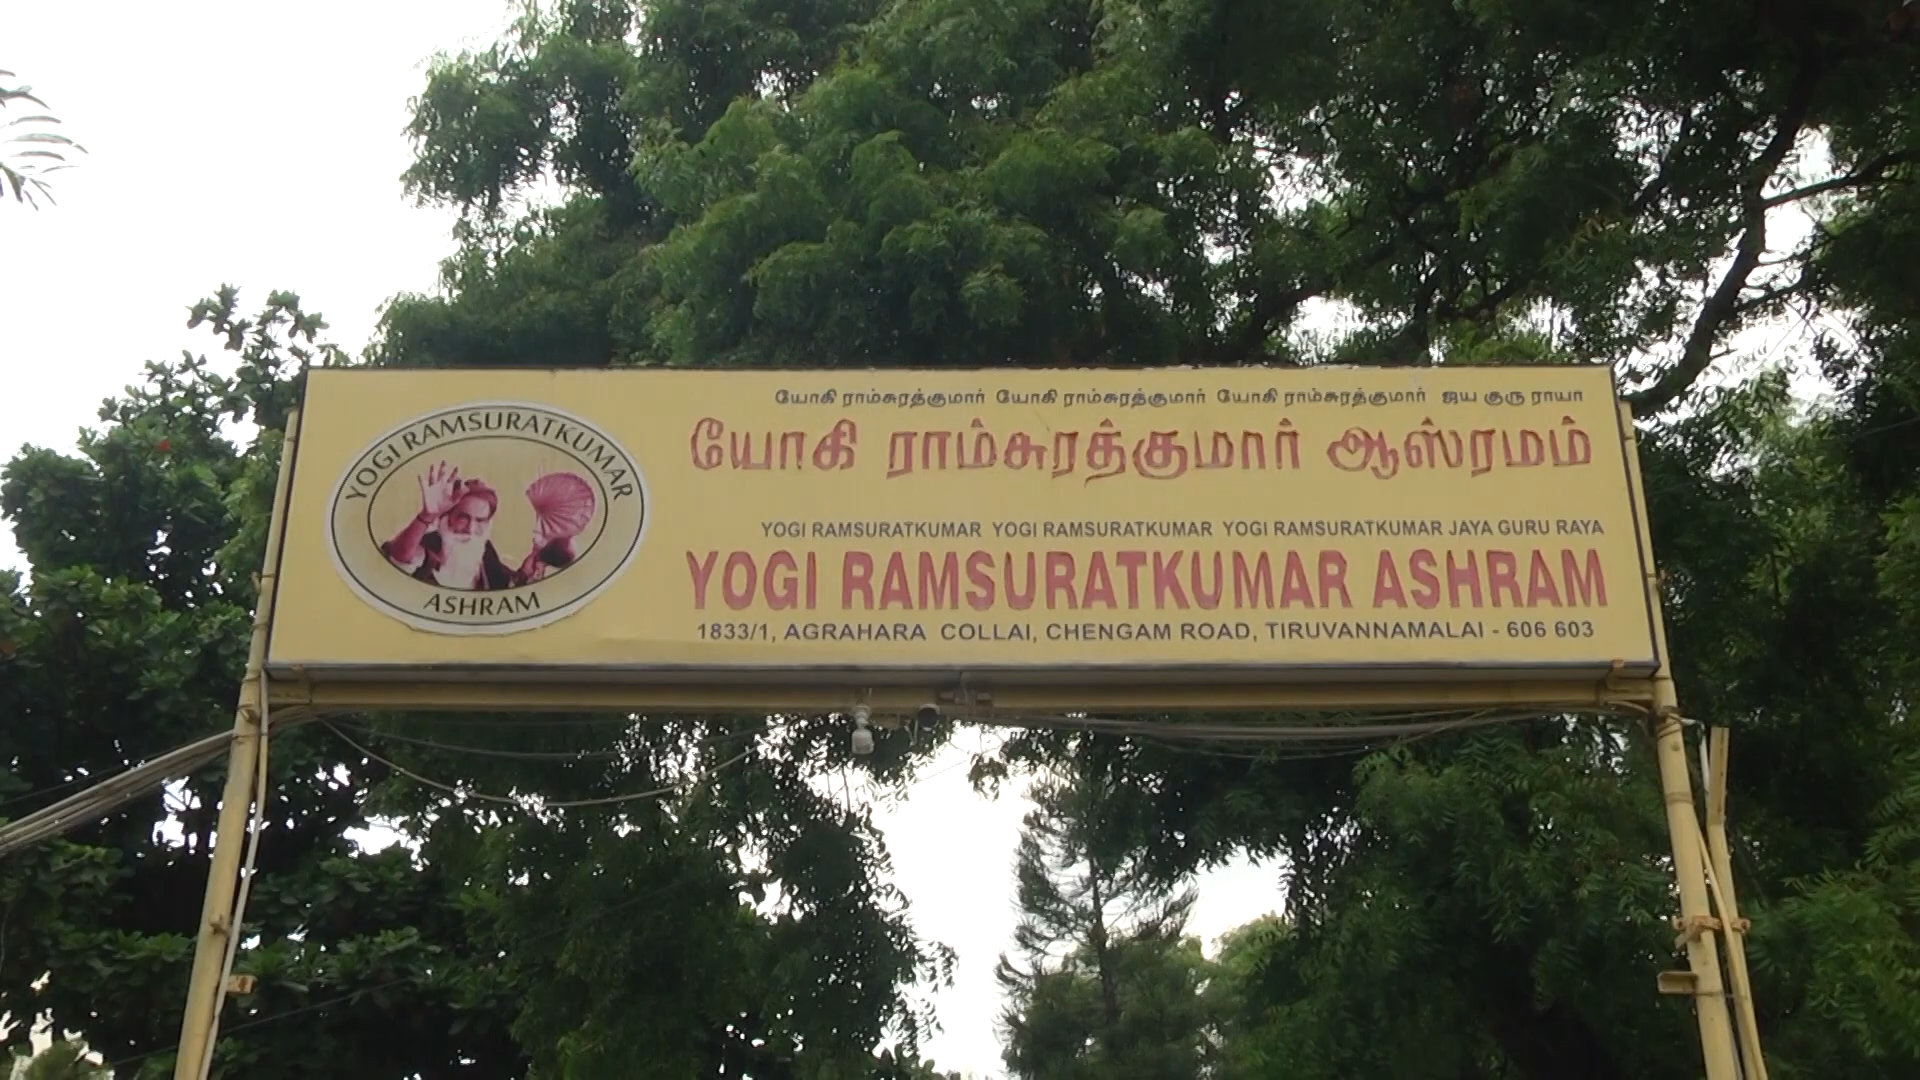 YOGI RAMSURATKUMAR
ASHRAM
யோகி ராம்சுரத்குமார் யோகி ராம்சுரத்குமார் யோகி ராம்சுரத்குமார் ஜய குரு ராயா
யோகி ராம்சுரத்குமார் ஆஸ்ரமம்
YOGI RAMSURATKUMAR YOGI RAMSURATKUMAR YOGI RAMSURATKUMAR JAYA GURU RAYA
YOGI RAMSURATKUMAR ASHRAM
1833/1, AGRAHARA COLLAI, CHENGAM ROAD, TIRUVANNAMALAI - 606 603